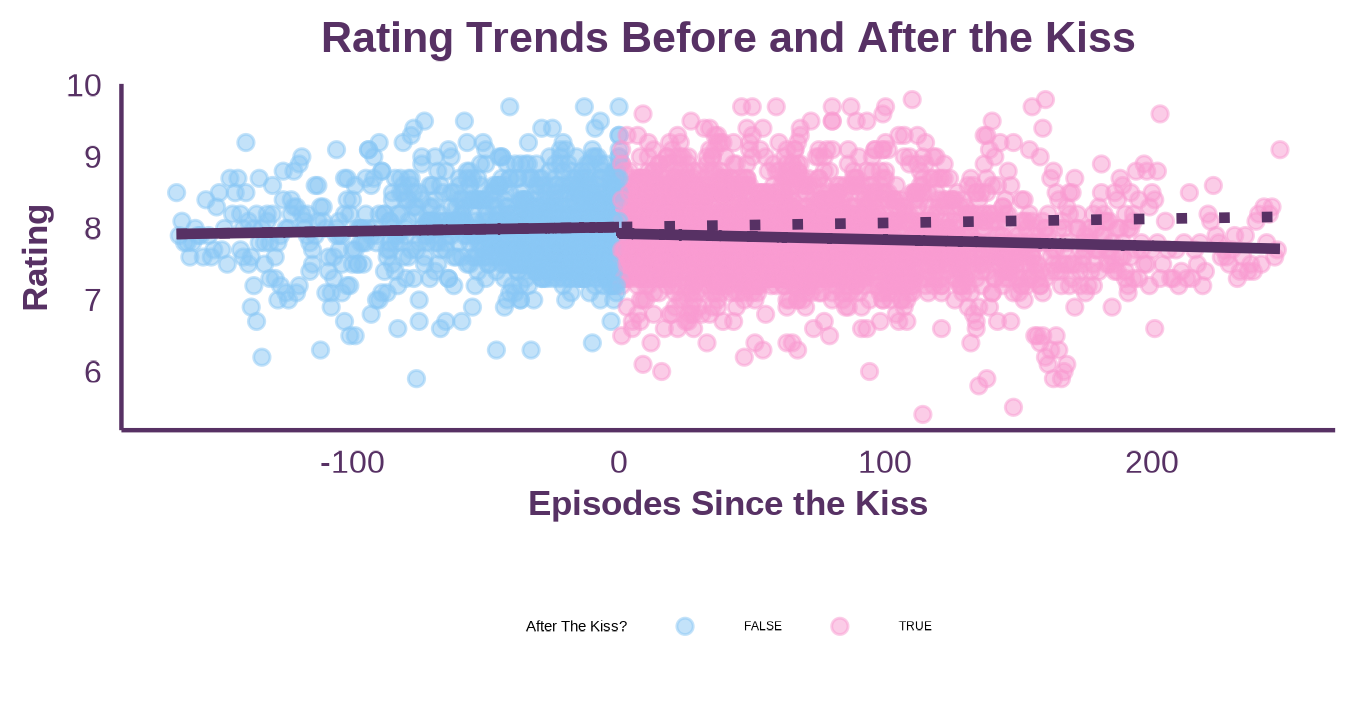 Rating Trends Before and After the Kiss
10
9
8
7
6
Rating
-100 0 100 200
Episodes Since the Kiss
After The Kiss? FALSE TRUE